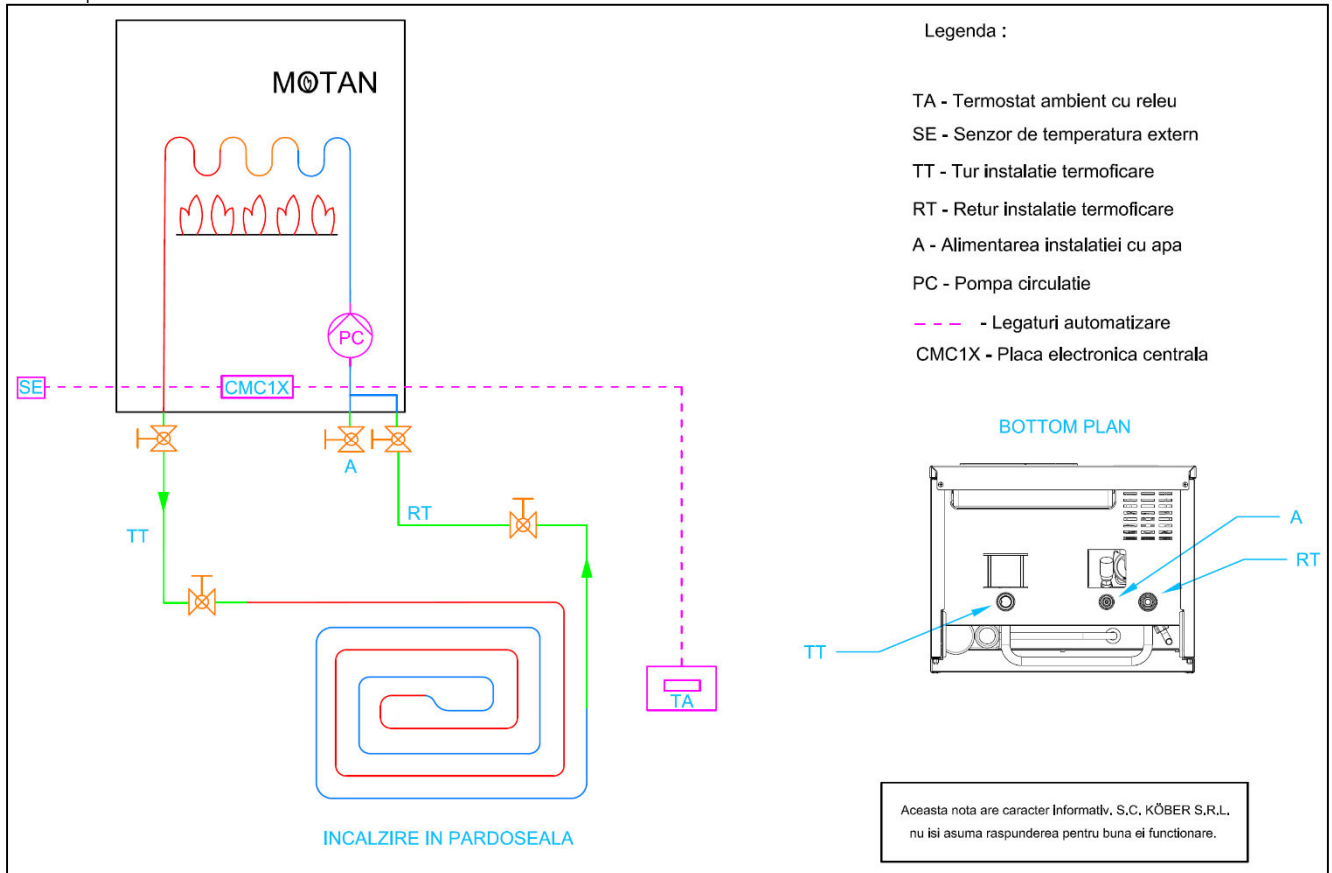 MOTAN
PC
SE
CMC1X
A
TT
RT
TA
INCALZIRE IN PARDOSEALA
Legenda :
TA - Termostat ambient cu releu
SE - Senzor de temperatura extern
TT - Tur instalatie termoficare
RT - Retur instalatie termoficare
A - Alimentarea instalatiei cu apa
PC - Pompa circulatie
- Legaturi automatizare
CMC1X - Placa electronica centrala
BOTTOM PLAN
A
RT
TT
Aceasta nota are caracter informativ, S.C. KÖBER S.R.L.
nu isi asuma raspunderea pentru buna ei functionare.